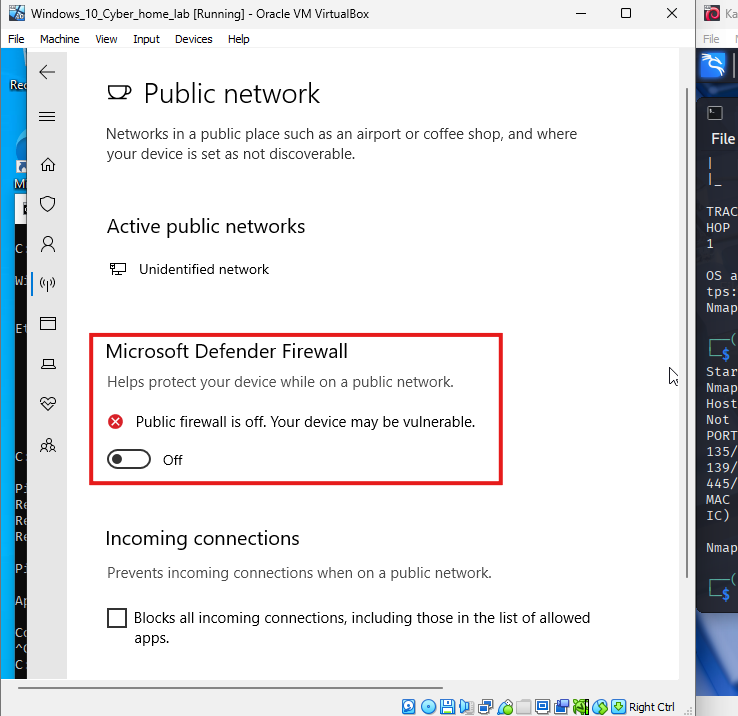 Windows_10_Cyber_home_lab [Running] - Oracle VM VirtualBox
File Machine View Input Devices Help
Public network
Networks in a public place such as an airport or coffee shop, and where
your device is set as not discoverable.
Active public networks
Unidentified network
Microsoft Defender Firewall
Helps protect your device while on a public network.
Public firewall is off. Your device may be vulnerable.
Off
Incoming connections
Prevents incoming connections when on a public network.
Blocks all incoming connections, including those in the list of allowed
apps.
Right Ctrl
Ka
File
File
TRAC
HOP
1
OS a
tps:
Nmap
$
Star
Nmap
Host
Not
PORT
135/
139/
445/
MAC
IC)
Nmap
$